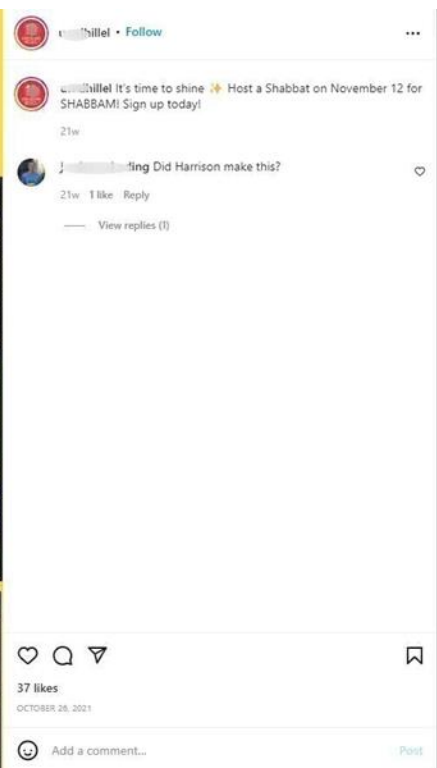 hillel • Follow
hillel It's time to shine ✨ Host a Shabbat on November 12 for
SHABBAM! Sign up today!
21w
Did Harrison make this?
21w 1 like Reply
View replies (1)
37 likes
OCTOBER 26, 2021
Add a comment...
Post